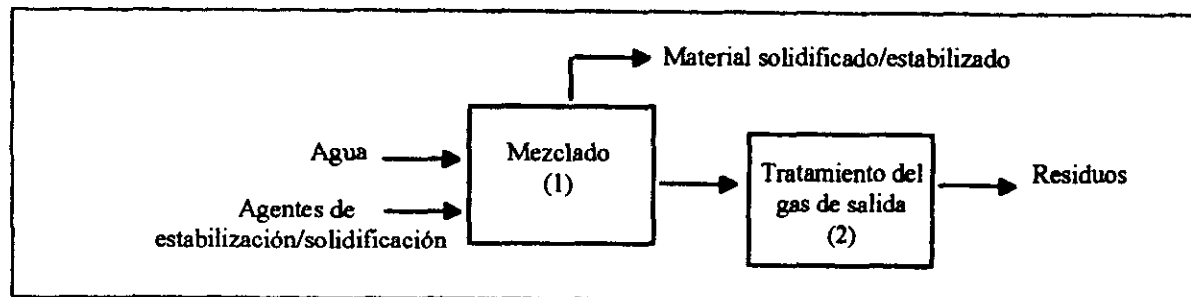 Material solidificado/estabilizado
Agua
Mezclado
(1)
Agentes de
estabilización/solidificación
Tratamiento del
gas de salida
(2)
Residuos